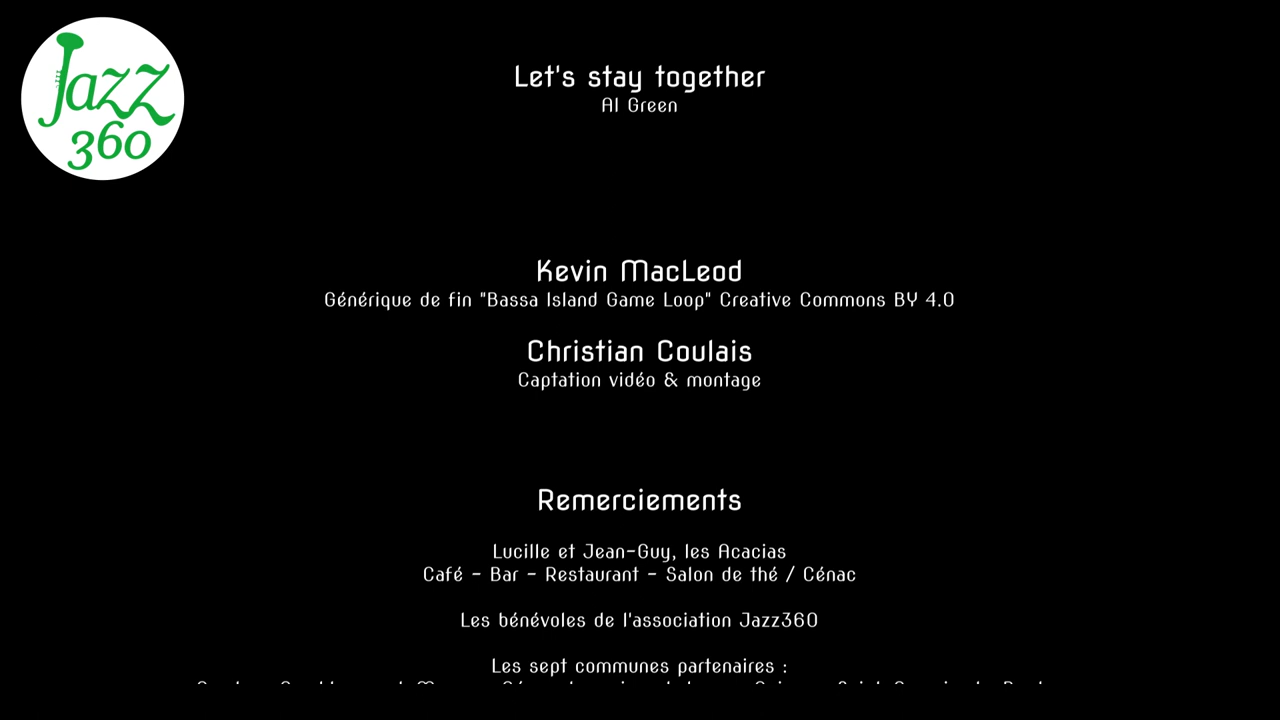 Jazz
360
Let's stay together
Al Green
Kevin MacLeod
Générique de fin "Bassa Island Game Loop" Creative Commons BY 4.0
Christian Coulais
Captation vidéo & montage
Remerciements
Lucille et Jean-Guy, les Acacias
Café - Bar - Restaurant - Salon de thé / Cénac
Les bénévoles de l'association Jazz360
Les sept communes partenaires :